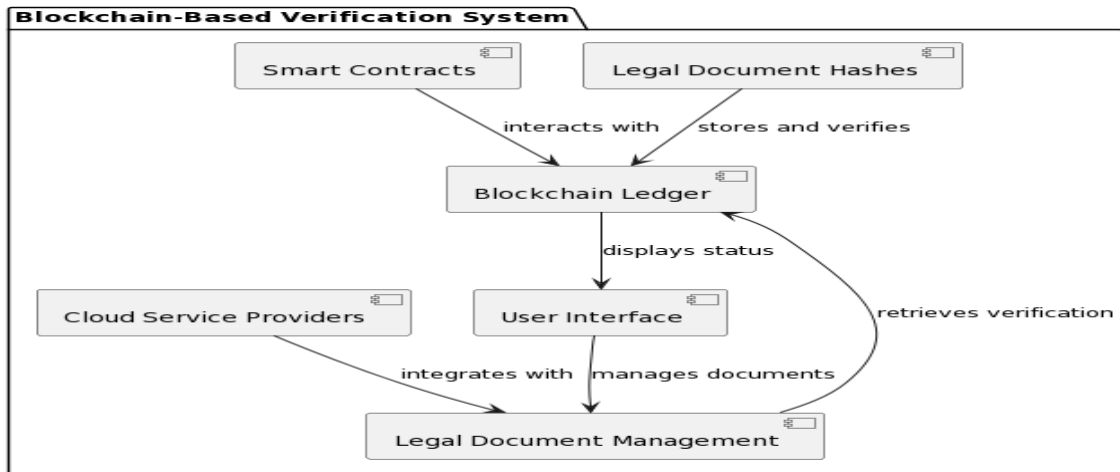 Blockchain-Based Verification System
Smart Contracts
Legal Document Hashes
interacts with
stores and verifies
Blockchain Ledger
displays status
Cloud Service Providers
User Interface
retrieves verification
integrates with
manages documents
Legal Document Management